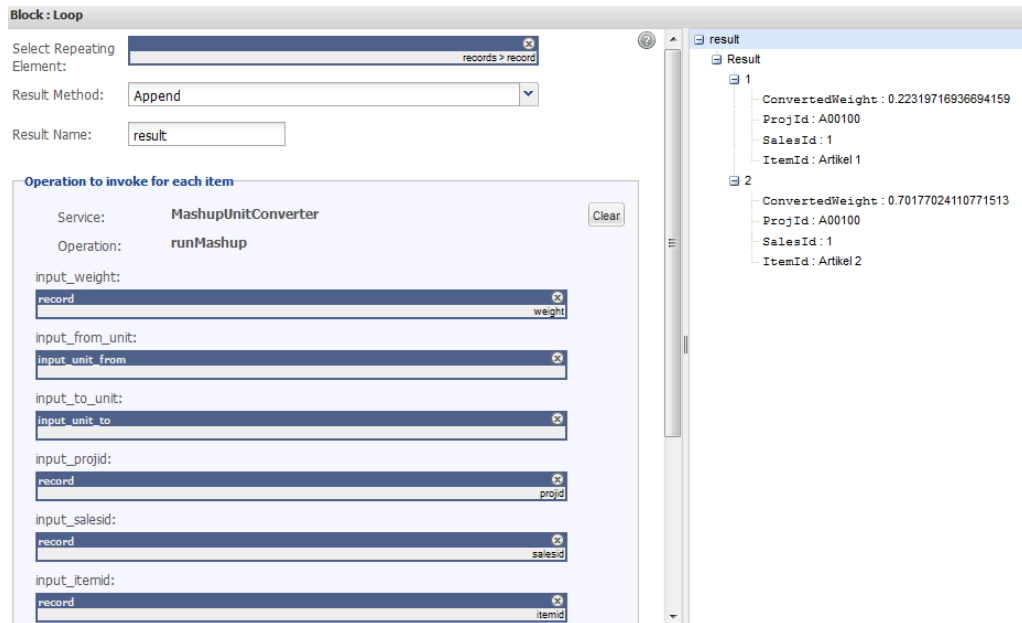 Block : Loop
Select Repeating
Element:
records > record
Result Method:
Append
Result Name:
result
Operation to invoke for each item
Service:
MashupUnitConverter
Clear
Operation:
runMashup
input_weight:
record
weight
input_from_unit:
input_unit_from
input_to_unit:
input_unit_to
input_projid:
record
projid
input_salesid:
record
salesid
input_itemid:
record
itemid
result
Result
1
ConvertedWeight : 0.22319716936694159
ProjId : A00100
SalesId : 1
ItemId : Artikel 1
2
ConvertedWeight : 0.70177024110771513
ProjId : A00100
SalesId : 1
ItemId : Artikel 2